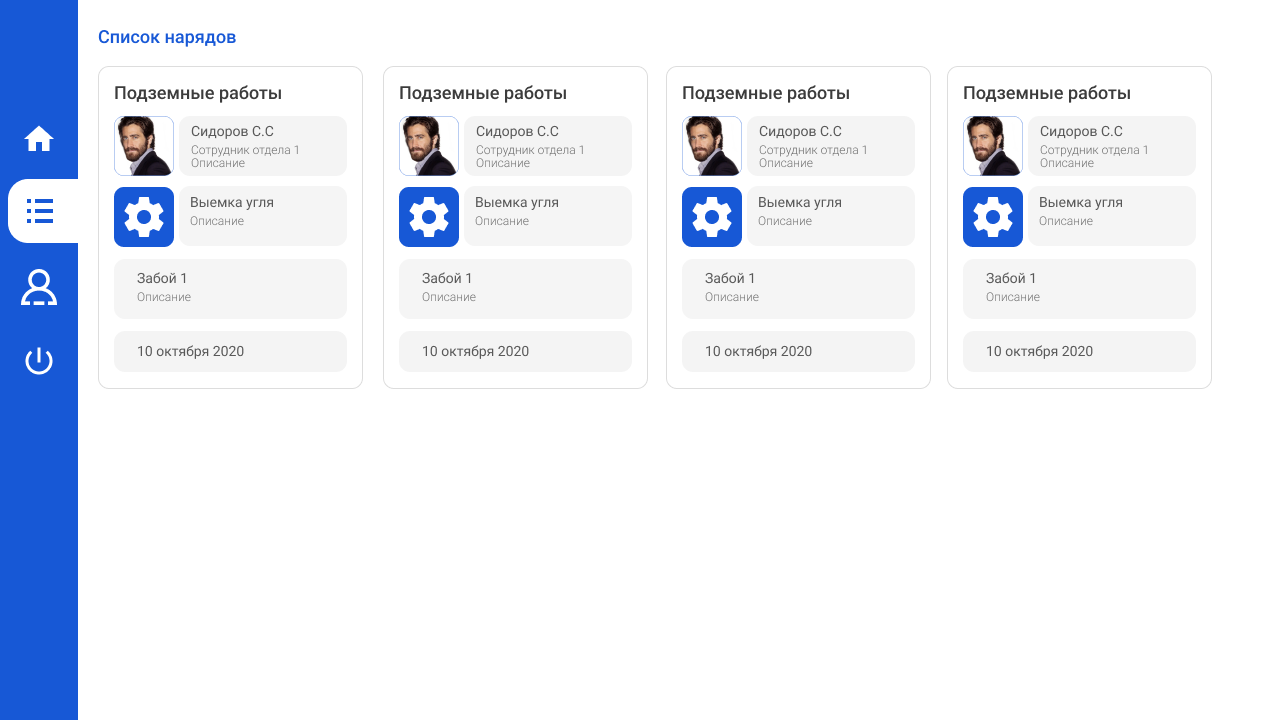 Список нарядов
Подземные работы
Сидоров С.С
Сотрудник отдела 1
Описание
Выемка угля
Описание
Забой 1
Описание
10 октября 2020
Подземные работы
Сидоров С.С
Сотрудник отдела 1
Описание
Выемка угля
Описание
Забой 1
Описание
10 октября 2020
Подземные работы
Сидоров С.С
Сотрудник отдела 1
Описание
Выемка угля
Описание
Забой 1
Описание
10 октября 2020
Подземные работы
Сидоров С.С
Сотрудник отдела 1
Описание
Выемка угля
Описание
Забой 1
Описание
10 октября 2020